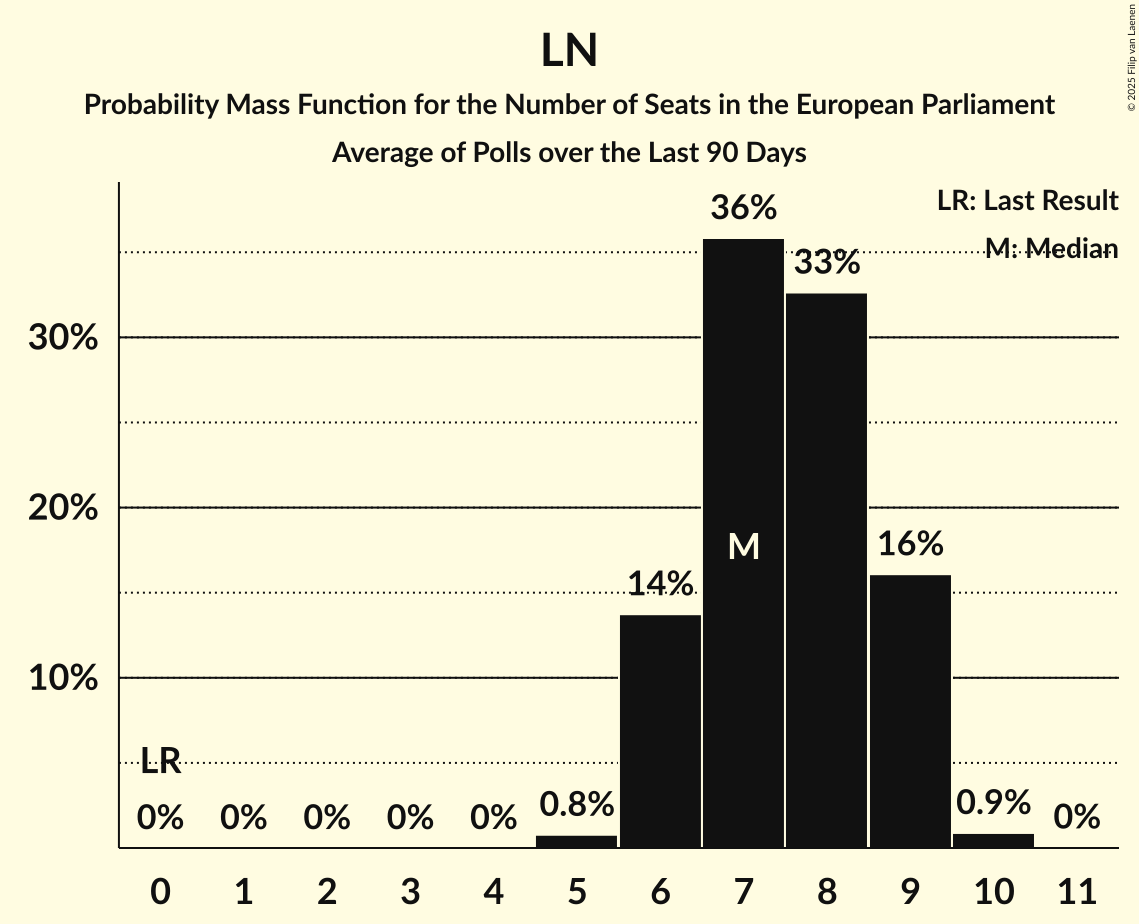 LN
Probability Mass Function for the Number of Seats in the European Parliament
Average of Polls over the Last 90 Days
© 2025 Filip van Laenen
LR: Last Result
M: Median
36%
33%
30%
20%
16%
M
14%
10%
LR
0%
0%
0%
0%
0%
0.8%
0.9%
0%
0 1 2 3 4 5 6 7 8 9 10 11